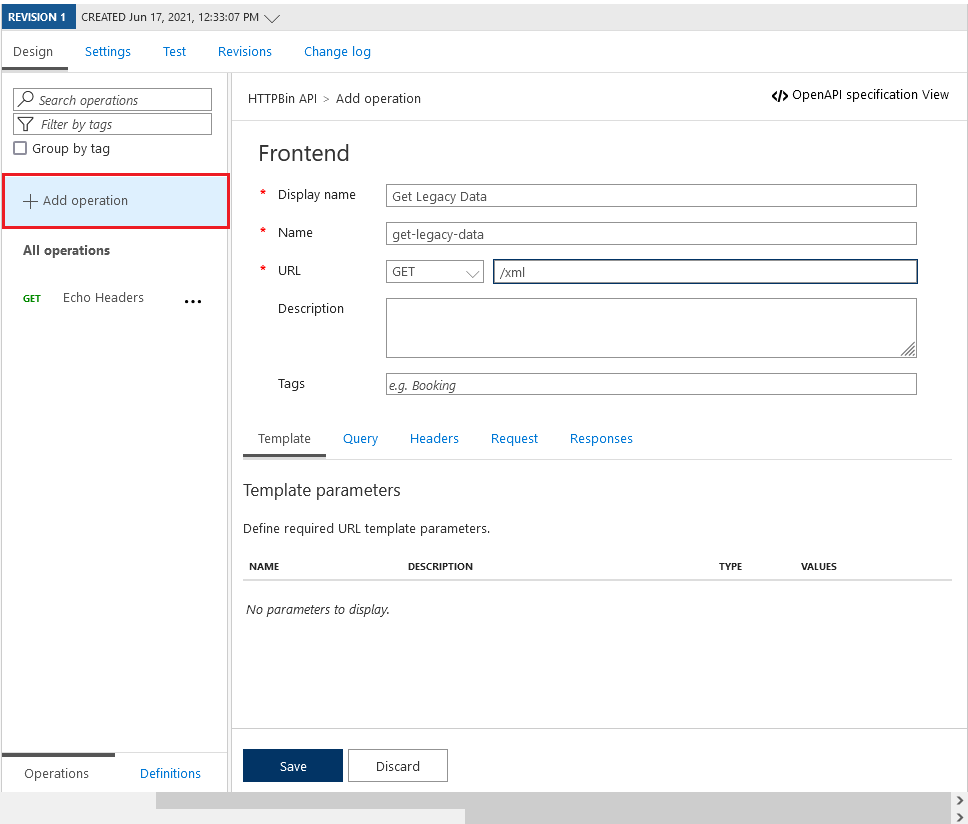 REVISION 1 CREATED Jun 17, 2021, 12:33:07 PM
Design Settings Test Revisions Change log
Search operations
Filter by tags
Group by tag
Add operation
All operations
GET Echo Headers ...
HTTPBin API > Add operation
</> OpenAPI specification View
Frontend
* Display name Get Legacy Data
* Name get-legacy-data
* URL GET /xml
Description
Tags e.g. Booking
Template Query Headers Request Responses
Template parameters
Define required URL template parameters.
NAME DESCRIPTION TYPE VALUES
No parameters to display.
Save Discard
Operations Definitions